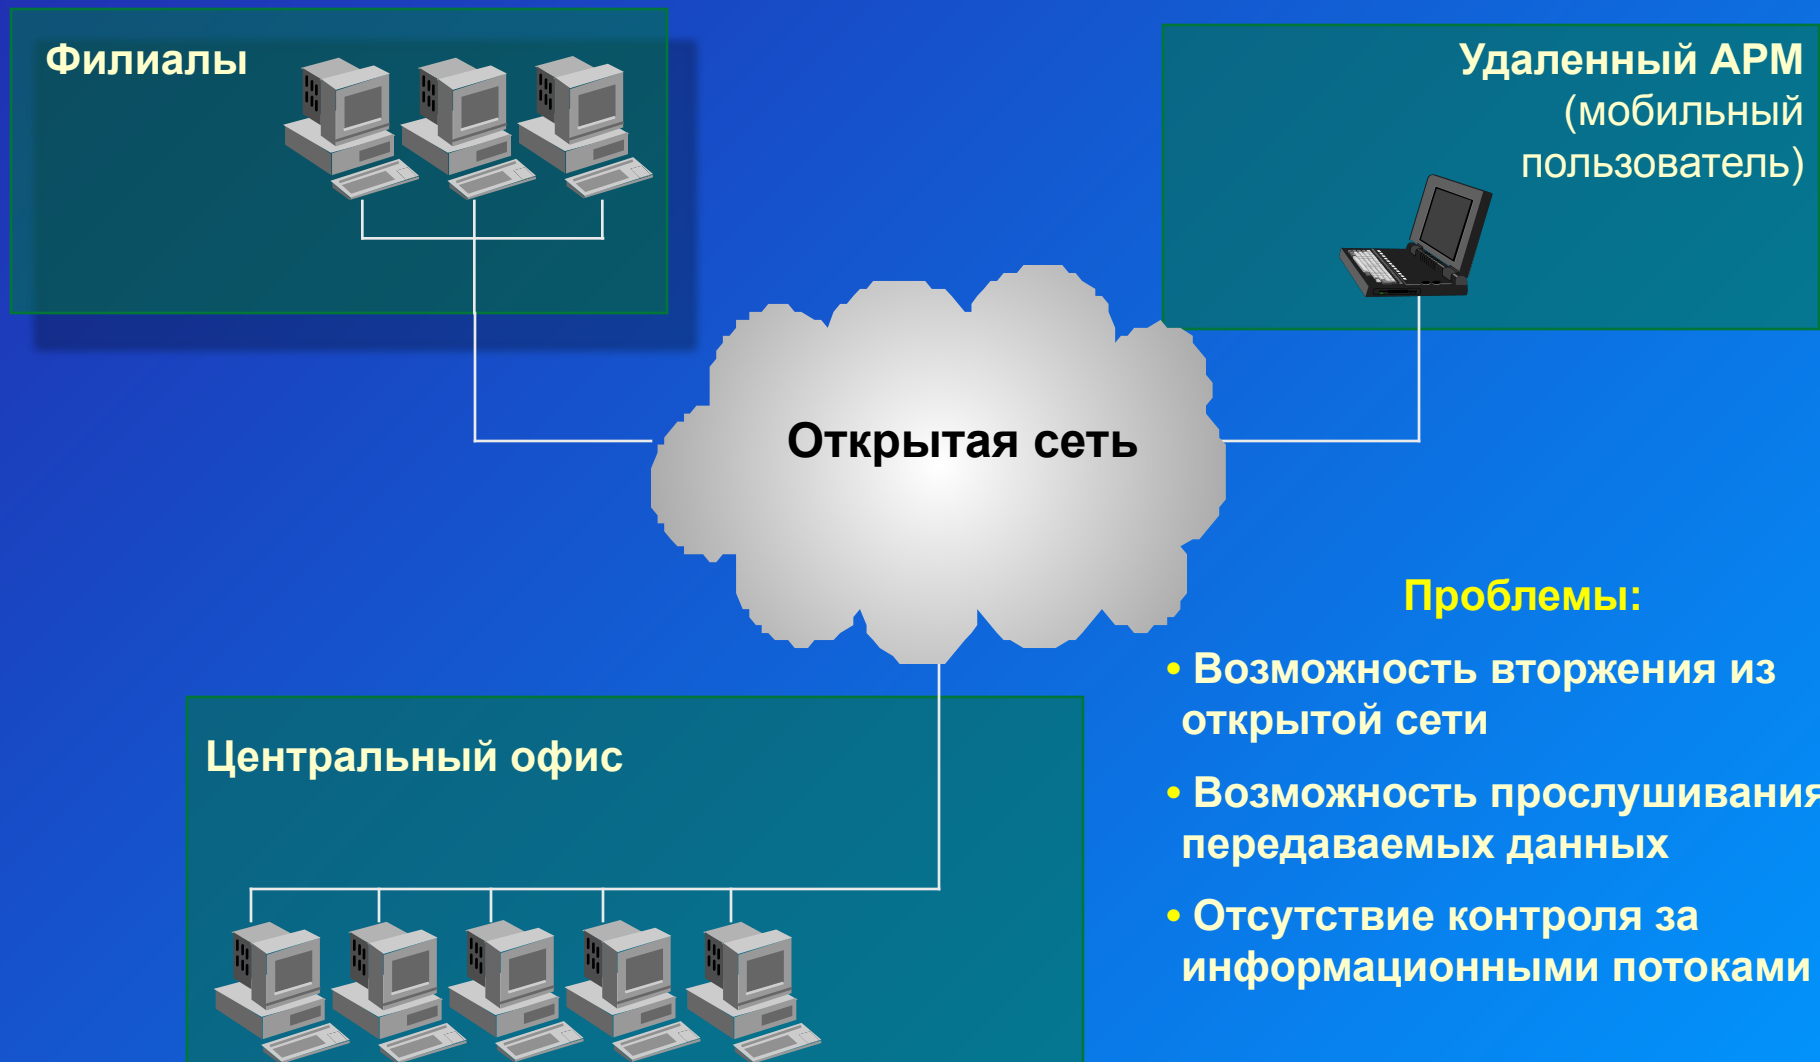 Филиалы
Удаленный АРМ
(мобильный
пользователь)
Открытая сеть
Проблемы:
• Возможность вторжения из
открытой сети
Центральный офис
• Возможность прослушивания
передаваемых данных
• Отсутствие контроля за
информационными потоками